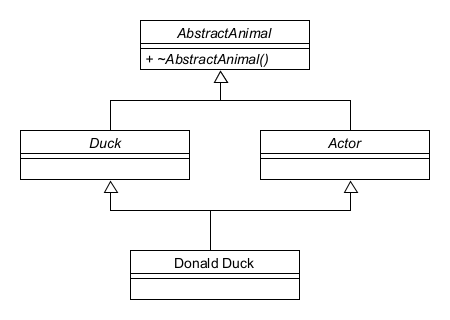 AbstractAnimal
+ ~AbstractAnimal()
Duck
Actor
Donald Duck